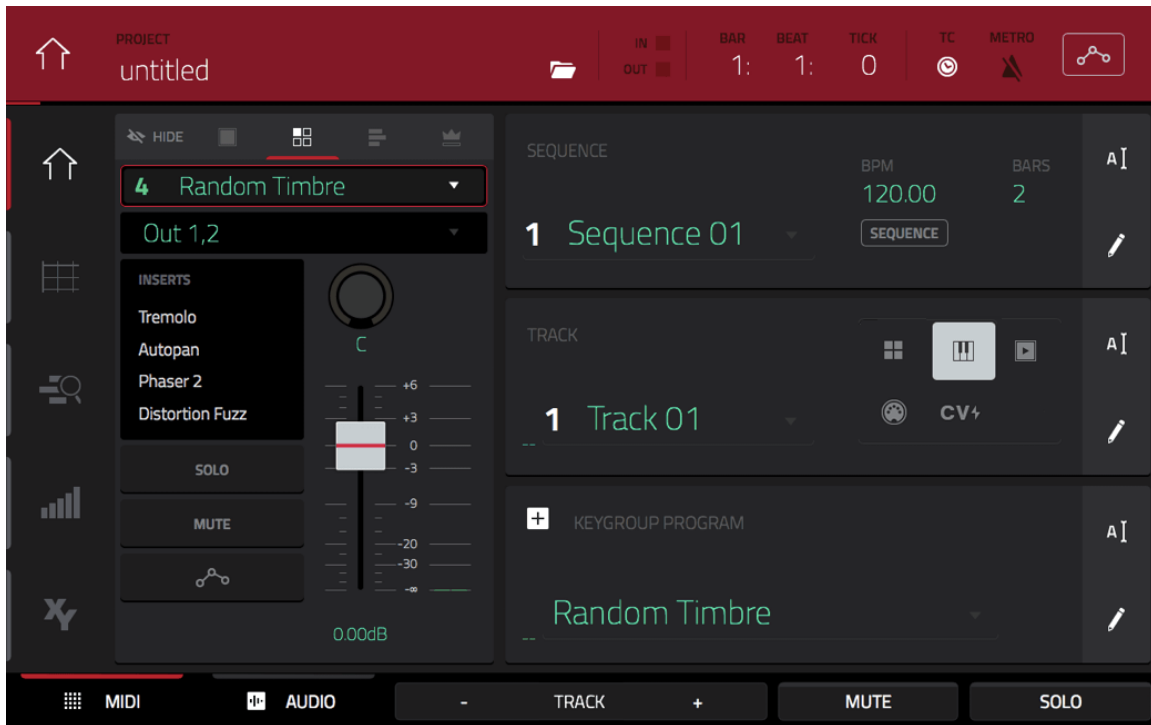 PROJECT
untitled
IN
OUT
BAR BEAT TICK
1: 1: 0
TC METRO
HIDE
4 Random Timbre
Out 1,2
INSERTS
Tremolo
Autopan
Phaser 2
Distortion Fuzz
SOLO
MUTE
C
+6
+3
0
-3
-9
-20
-30
-∞
0.00dB
SEQUENCE
1 Sequence 01
BPM
120.00
BARS
2
SEQUENCE
A
TRACK
1 Track 01
CV
A
KEYGROUP PROGRAM
Random Timbre
A
XY
MIDI AUDIO - TRACK + MUTE SOLO